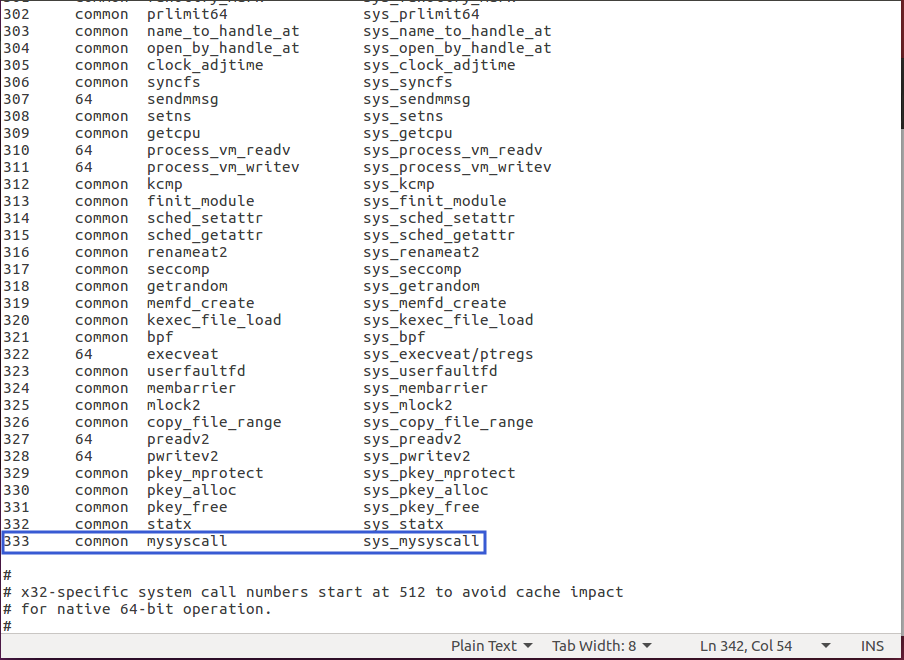 302	common	prlimit64	sys_prlimit64
303	common	name_to_handle_at	sys_name_to_handle_at
304	common	open_by_handle_at	sys_open_by_handle_at
305	common	clock_adjtime	sys_clock_adjtime
306	common	syncfs	sys_syncfs
307	64	sendmmsg	sys_sendmmsg
308	common	setns	sys_setns
309	common	getcpu	sys_getcpu
310	64	process_vm_readv	sys_process_vm_readv
311	64	process_vm_writev	sys_process_vm_writev
312	common	kcmp	sys_kcmp
313	common	finit_module	sys_finit_module
314	common	sched_setattr	sys_sched_setattr
315	common	sched_getattr	sys_sched_getattr
316	common	renameat2	sys_renameat2
317	common	seccomp	sys_seccomp
318	common	getrandom	sys_getrandom
319	common	memfd_create	sys_memfd_create
320	common	kexec_file_load	sys_kexec_file_load
321	common	bpf	sys_bpf
322	64	execveat	sys_execveat/ptregs
323	common	userfaultfd	sys_userfaultfd
324	common	membarrier	sys_membarrier
325	common	mlock2	sys_mlock2
326	common	copy_file_range	sys_copy_file_range
327	64	preadv2	sys_preadv2
328	64	pwritev2	sys_pwritev2
329	common	pkey_mprotect	sys_pkey_mprotect
330	common	pkey_alloc	sys_pkey_alloc
331	common	pkey_free	sys_pkey_free
332	common	statx	sys_statx
333	common	mysyscall	sys_mysyscall
#
# x32-specific system call numbers start at 512 to avoid cache impact
# for native 64-bit operation.
#
Plain Text	Tab Width: 8	Ln 342, Col 54	INS